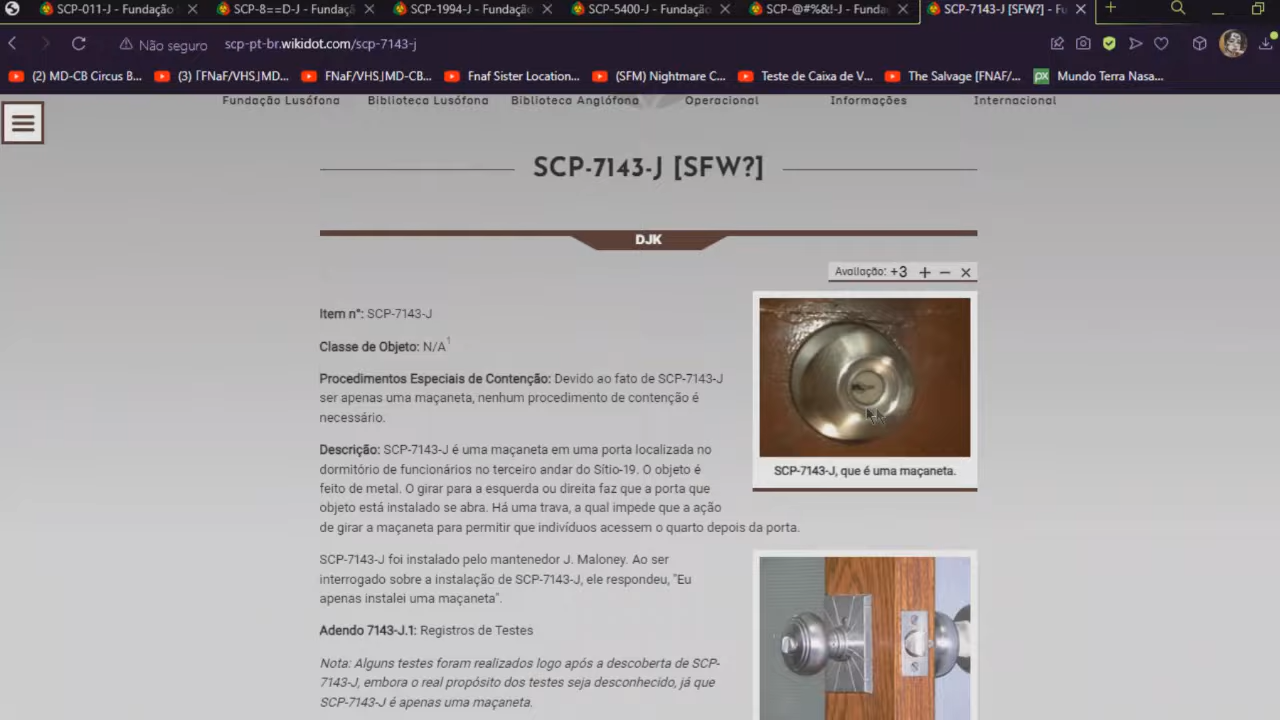 SCP-011-J - Fundação
SCP-8==D-J - Fundaç
SCP-1994-J - Fundação
SCP-5400-J - Fundação
SCP-@#%&!-J - Funda
SCP-7143-J [SFW?] - Fu
Não seguro
scp-pt-br.wikidot.com/scp-7143-j
(2) MD-CB Circus B...
(3) ｢FNaF/VHS⌋MD...
｢FNaF/VHS⌋MD-CB...
Fnaf Sister Location...
(SFM) Nightmare C...
Teste de Caixa de V...
The Salvage [FNAF/...
px Mundo Terra Nasa...
Fundação Lusófona
Biblioteca Lusófona
Biblioteca Anglófona
Operacional
Informações
Internacional
SCP-7143-J [SFW?]
DJK
Avaliação: +3 + − ×
Item nº: SCP-7143-J
Classe de Objeto: N/A1
Procedimentos Especiais de Contenção: Devido ao fato de SCP-7143-J
ser apenas uma maçaneta, nenhum procedimento de contenção é
necessário.
SCP-7143-J, que é uma maçaneta.
Descrição: SCP-7143-J é uma maçaneta em uma porta localizada no
dormitório de funcionários no terceiro andar do Sítio-19. O objeto é
feito de metal. O girar para a esquerda ou direita faz que a porta que
objeto está instalado se abra. Há uma trava, a qual impede que a ação
de girar a maçaneta para permitir que indivíduos acessem o quarto depois da porta.
SCP-7143-J foi instalado pelo mantenedor J. Maloney. Ao ser
interrogado sobre a instalação de SCP-7143-J, ele respondeu, "Eu
apenas instalei uma maçaneta".
Adendo 7143-J.1: Registros de Testes
Nota: Alguns testes foram realizados logo após a descoberta de SCP-
7143-J, embora o real propósito dos testes seja desconhecido, já que
SCP-7143-J é apenas uma maçaneta.